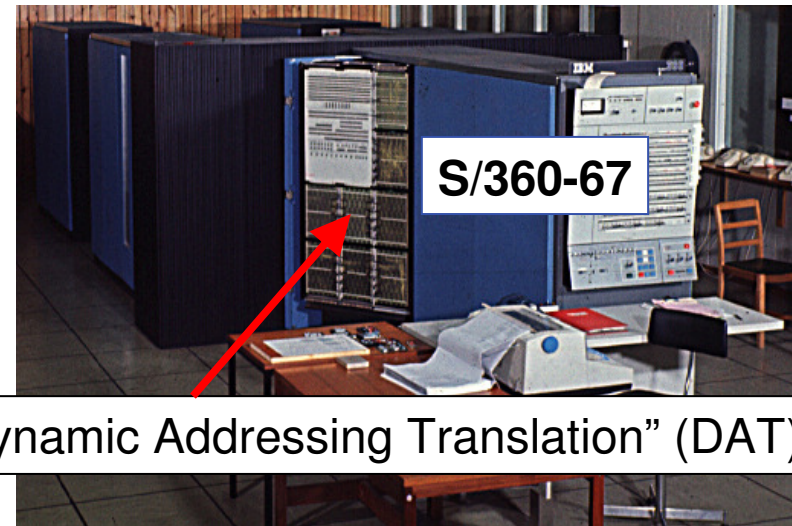 IBM
S/360-67
ynamic Addressing Translation” (DAT)